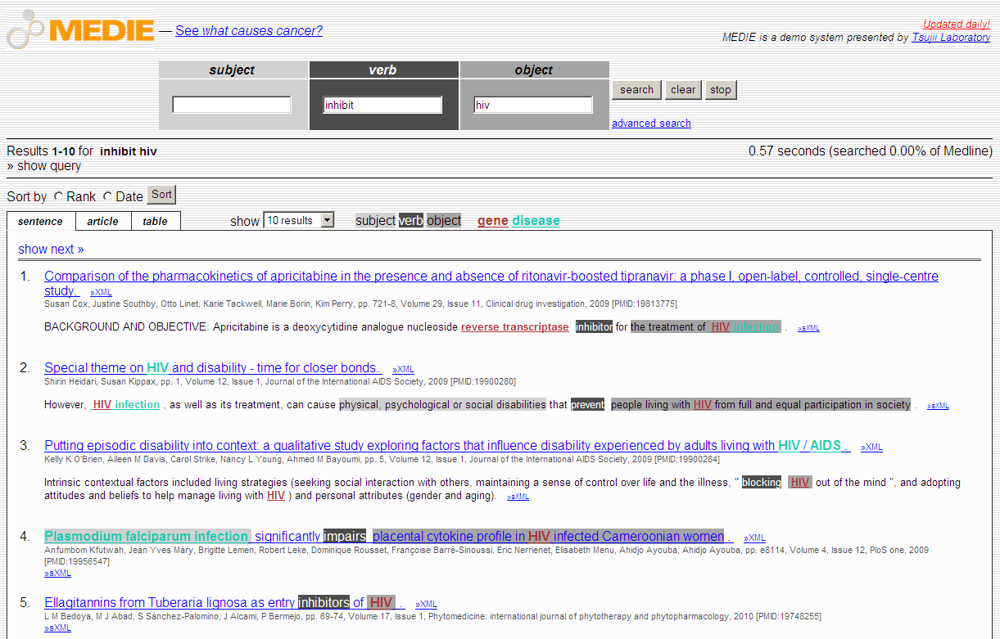 MEDIE — See what causes cancer?
Updated daily!
MEDIE is a demo system presented by Tsujii Laboratory
subject verb object
inhibit hiv search clear stop
advanced search
Results 1-10 for inhibit hiv 0.57 seconds (searched 0.00% of Medline)
» show query
Sort by Rank Date Sort
sentence article table show 10 results subject verb object gene disease
show next »
1. Comparison of the pharmacokinetics of apricitabine in the presence and absence of ritonavir-boosted tipranavir: a phase I, open-label, controlled, single-centre
study. »XML
Susan Cox, Justine Southby, Otto Linet, Karie Tackwell, Marie Borin, Kim Perry, pp. 721-8, Volume 29, Issue 11, Clinical drug investigation, 2009 [PMID:19813775]
BACKGROUND AND OBJECTIVE: Apricitabine is a deoxycytidine analogue nucleoside reverse transcriptase inhibitor for the treatment of HIV infection . »sXML
2. Special theme on HIV and disability - time for closer bonds. »XML
Shirin Heidari, Susan Kippax, pp. 1, Volume 12, Issue 1, Journal of the International AIDS Society, 2009 [PMID:19900280]
However, HIV infection , as well as its treatment, can cause physical, psychological or social disabilities that prevent people living with HIV from full and equal participation in society . »sXML
3. Putting episodic disability into context: a qualitative study exploring factors that influence disability experienced by adults living with HIV / AIDS . »XML
Kelly K O'Brien, Aileen M Davis, Carol Strike, Nancy L Young, Ahmed M Bayoumi, pp. 5, Volume 12, Issue 1, Journal of the International AIDS Society, 2009 [PMID:19900284]
Intrinsic contextual factors included living strategies (seeking social interaction with others, maintaining a sense of control over life and the illness, " blocking HIV out of the mind ", and adopting
attitudes and beliefs to help manage living with HIV ) and personal attributes (gender and aging). »sXML
4. Plasmodium falciparum infection significantly impairs placental cytokine profile in HIV infected Cameroonian women . »XML
Anfumbom Kfutwah, Jean Yves Mary, Brigitte Lemen, Robert Leke, Dominique Rousset, Françoise Barré-Sinoussi, Eric Nerrienet, Elisabeth Menu, Ahidjo Ayouba, Ahidjo Ayouba, pp. e8114, Volume 4, Issue 12, PloS one, 2009
[PMID:19956547]
»sXML
5. Ellagitannins from Tuberaria lignosa as entry inhibitors of HIV . »XML
L M Bedoya, M J Abad, S Sánchez-Palomino, J Alcami, P Bermejo, pp. 69-74, Volume 17, Issue 1, Phytomedicine: international journal of phytotherapy and phytopharmacology, 2010 [PMID:19748255]
»sXML